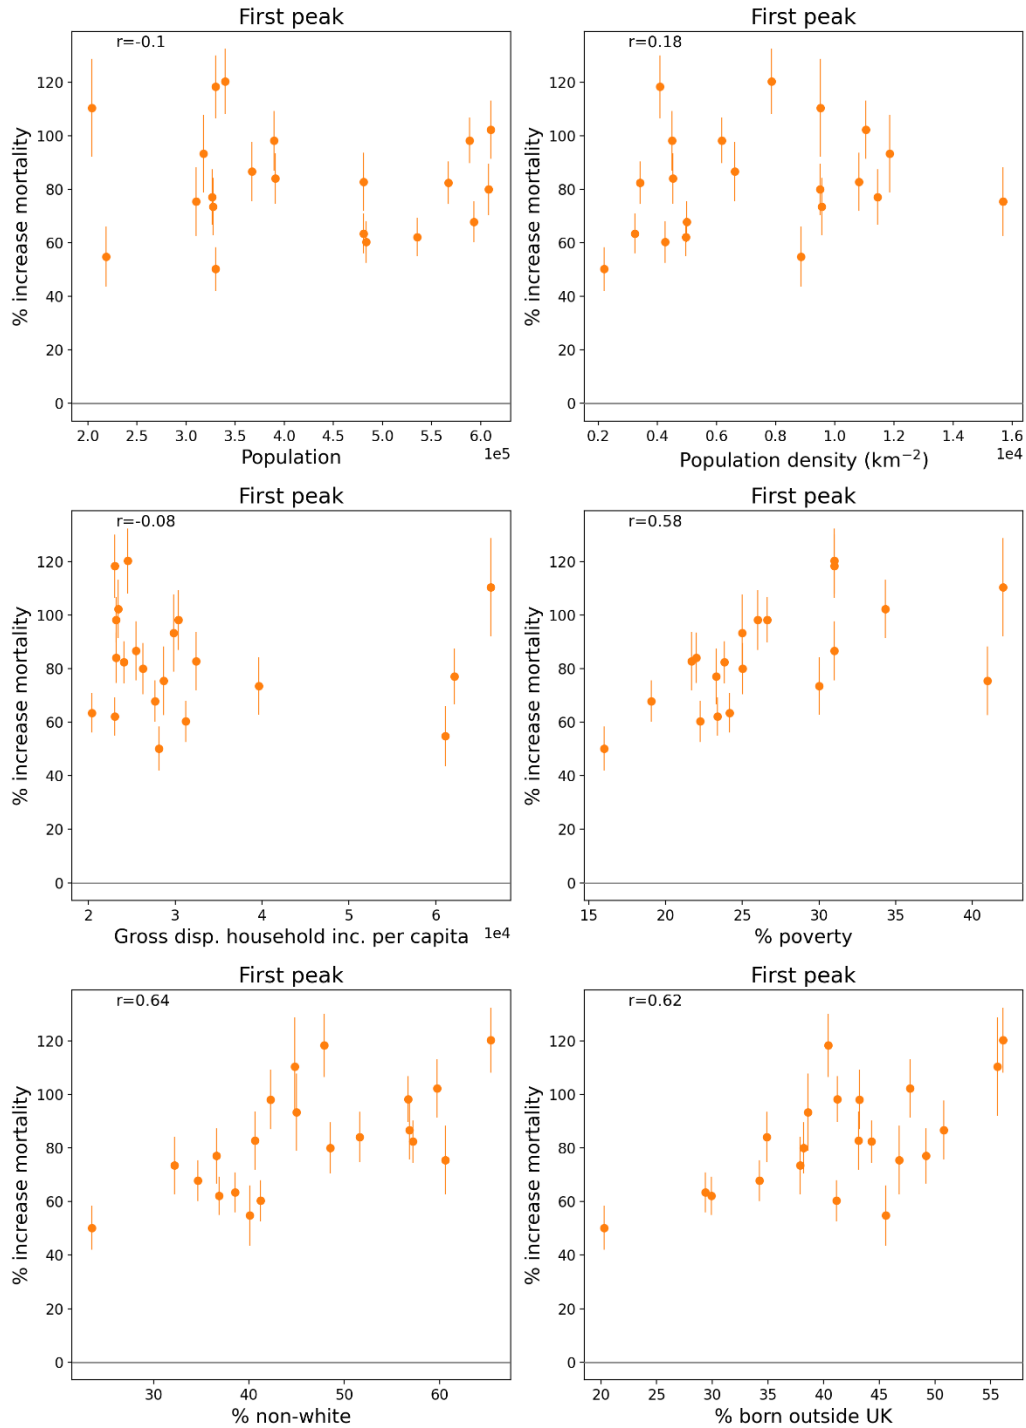 First peak
r=-0.1
% increase mortality
120
100
80
60
40
20
0
2.0 2.5 3.0 3.5 4.0 4.5 5.0 5.5 6.0
1e5
Population
First peak
r=0.18
% increase mortality
120
100
80
60
40
20
0
0.2 0.4 0.6 0.8 1.0 1.2 1.4 1.6
1e4
Population density (km⁻²)
First peak
r=-0.08
% increase mortality
120
100
80
60
40
20
0
2 3 4 5 6
Gross disp. household inc. per capita 1e4
First peak
r=0.58
% increase mortality
120
100
80
60
40
20
0
15 20 25 30 35 40
% poverty
First peak
r=0.64
% increase mortality
120
100
80
60
40
20
0
30 40 50 60
% non-white
First peak
r=0.62
% increase mortality
120
100
80
60
40
20
0
20 25 30 35 40 45 50 55
% born outside UK